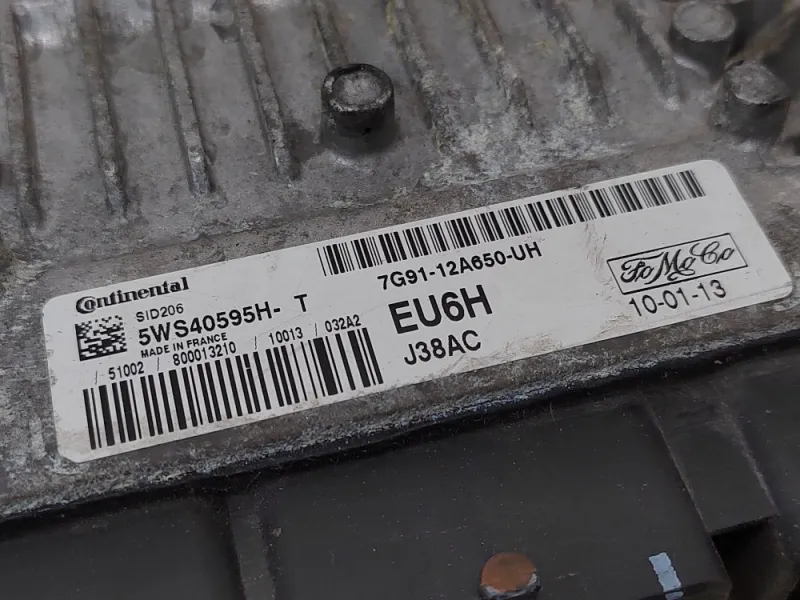 Continental
SID206
5WS40595H- T
MADE IN FRANCE
/ 51002 / 800013210 / 10013 / 032A2
7G91-12A650-UH
EU6H
J38AC
FoMoCo
10-01-13